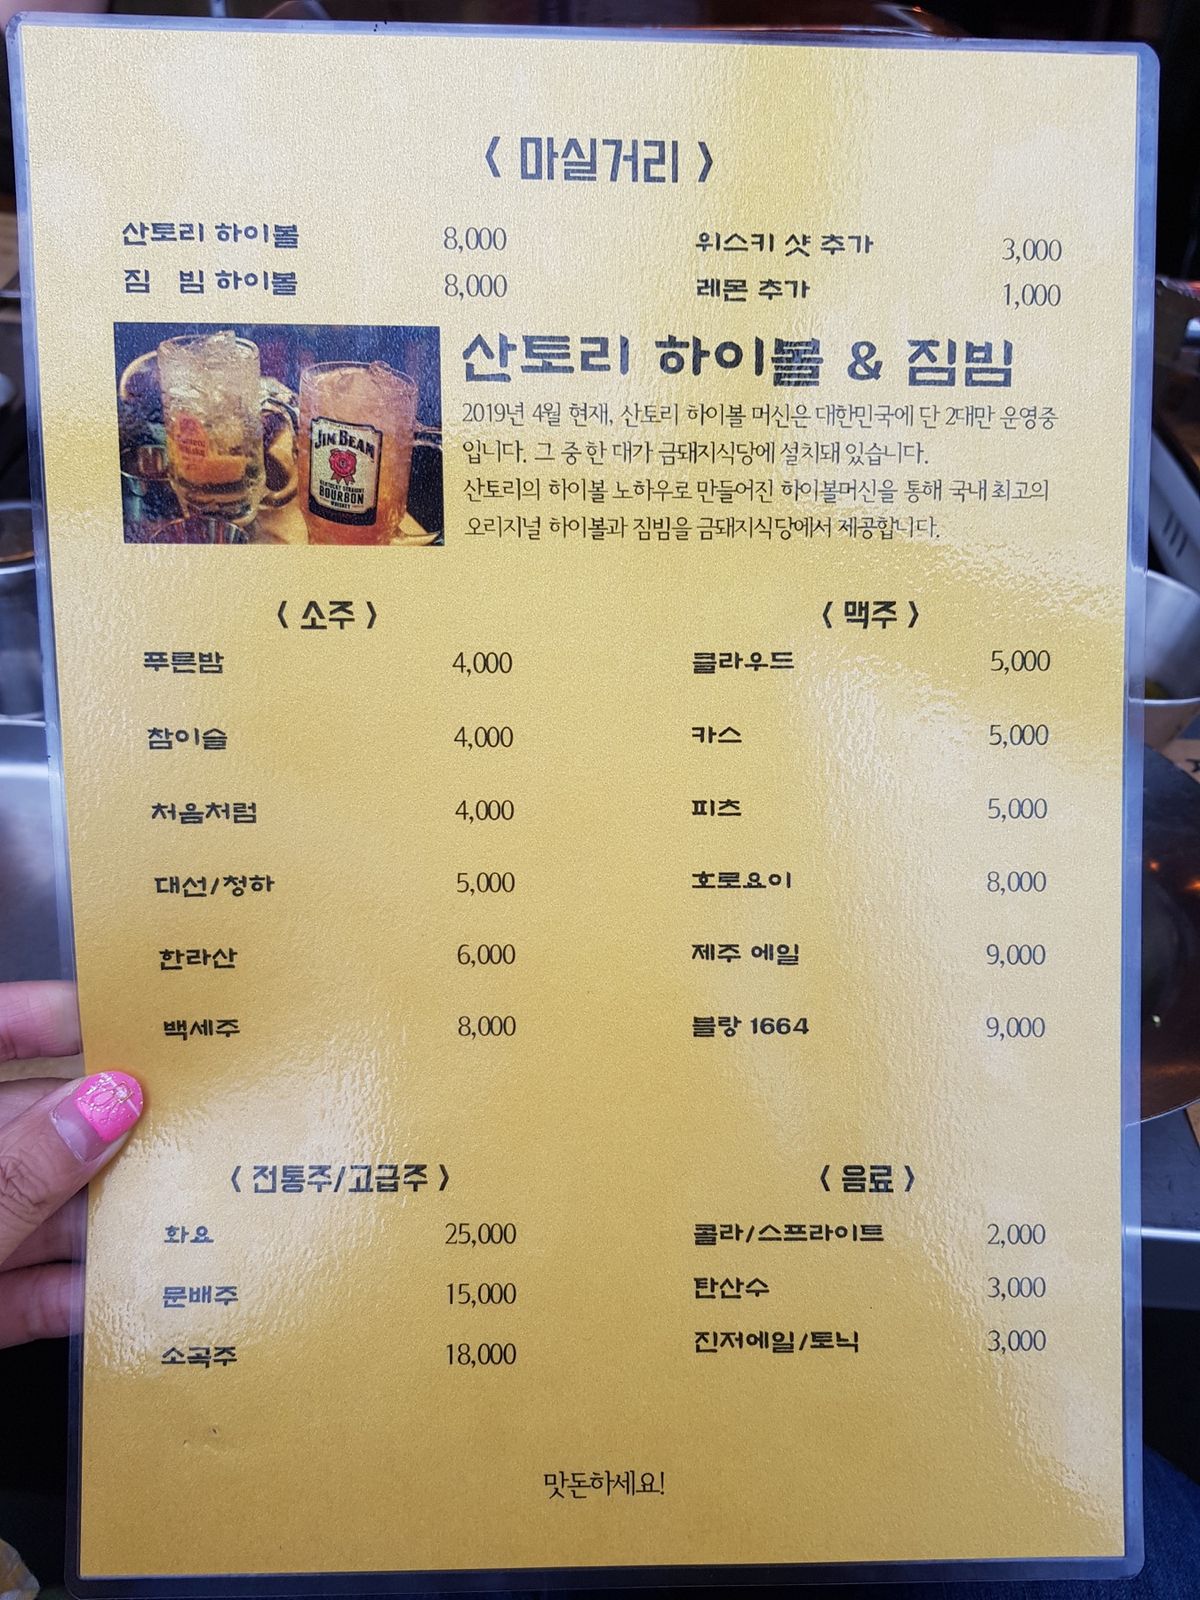 < 마실거리 >
산토리 하이볼 8,000 위스키 샷 추가 3,000
짐 빔 하이볼 8,000 레몬 추가 1,000
산토리 하이볼 & 짐빔
2019년 4월 현재, 산토리 하이볼 머신은 대한민국에 단 2대만 운영중
입니다. 그 중 한 대가 금돼지식당에 설치돼 있습니다.
산토리의 하이볼 노하우로 만들어진 하이볼머신을 통해 국내 최고의
오리지널 하이볼과 짐빔을 금돼지식당에서 제공합니다.
JIM BEAM
KENTUCKY STRAIGHT
BOURBON
WHISKEY
< 소주 >
푸른밤 4,000
참이슬 4,000
처음처럼 4,000
대선/청하 5,000
한라산 6,000
백세주 8,000
< 맥주 >
클라우드 5,000
카스 5,000
피츠 5,000
호로요이 8,000
제주 에일 9,000
블랑 1664 9,000
< 전통주/고급주 >
화요 25,000
문배주 15,000
소곡주 18,000
< 음료 >
콜라/스프라이트 2,000
탄산수 3,000
진저에일/토닉 3,000
맛돈하세요!